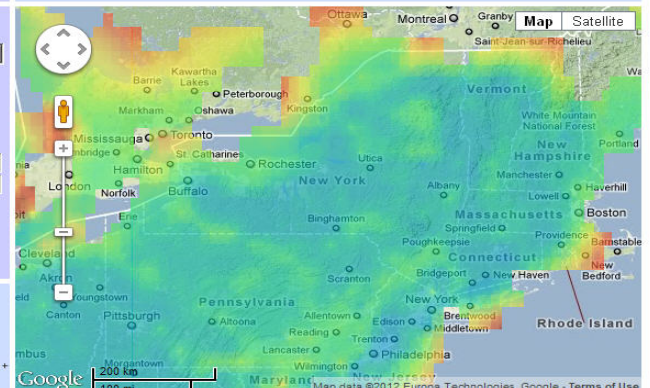 Ottawa
Montreal
Granby
Map
Satellite
Saint-Jean-sur-Richelieu
Barrie
Kawartha
Lakes
Peterborough
Kingston
Vermont
Markham
Oshawa
White Mountain
National Forest
Mississauga
Toronto
New
Hampshire
Portland
St. Catharines
Rochester
Utica
Hamilton
London
Norfolk
Buffalo
New York
Albany
Manchester
Haverhill
Lowell
Erie
Binghamton
Massachusetts
Boston
Springfield
Cleveland
Poughkeepsie
Providence
Barnstable
Connecticut
Akron
Scranton
Bridgeport
New Haven
New
Bedford
Youngstown
Canton
Pittsburgh
Pennsylvania
New York
Altoona
Allentown
Edison
Brentwood
Middletown
Rhode Island
Reading
Trenton
Lancaster
Philadelphia
Morgantown
Wilmington
200 km
Google
Maryland
New Jersey
Map data ©2012 Europa Technologies, Google - Terms of Use